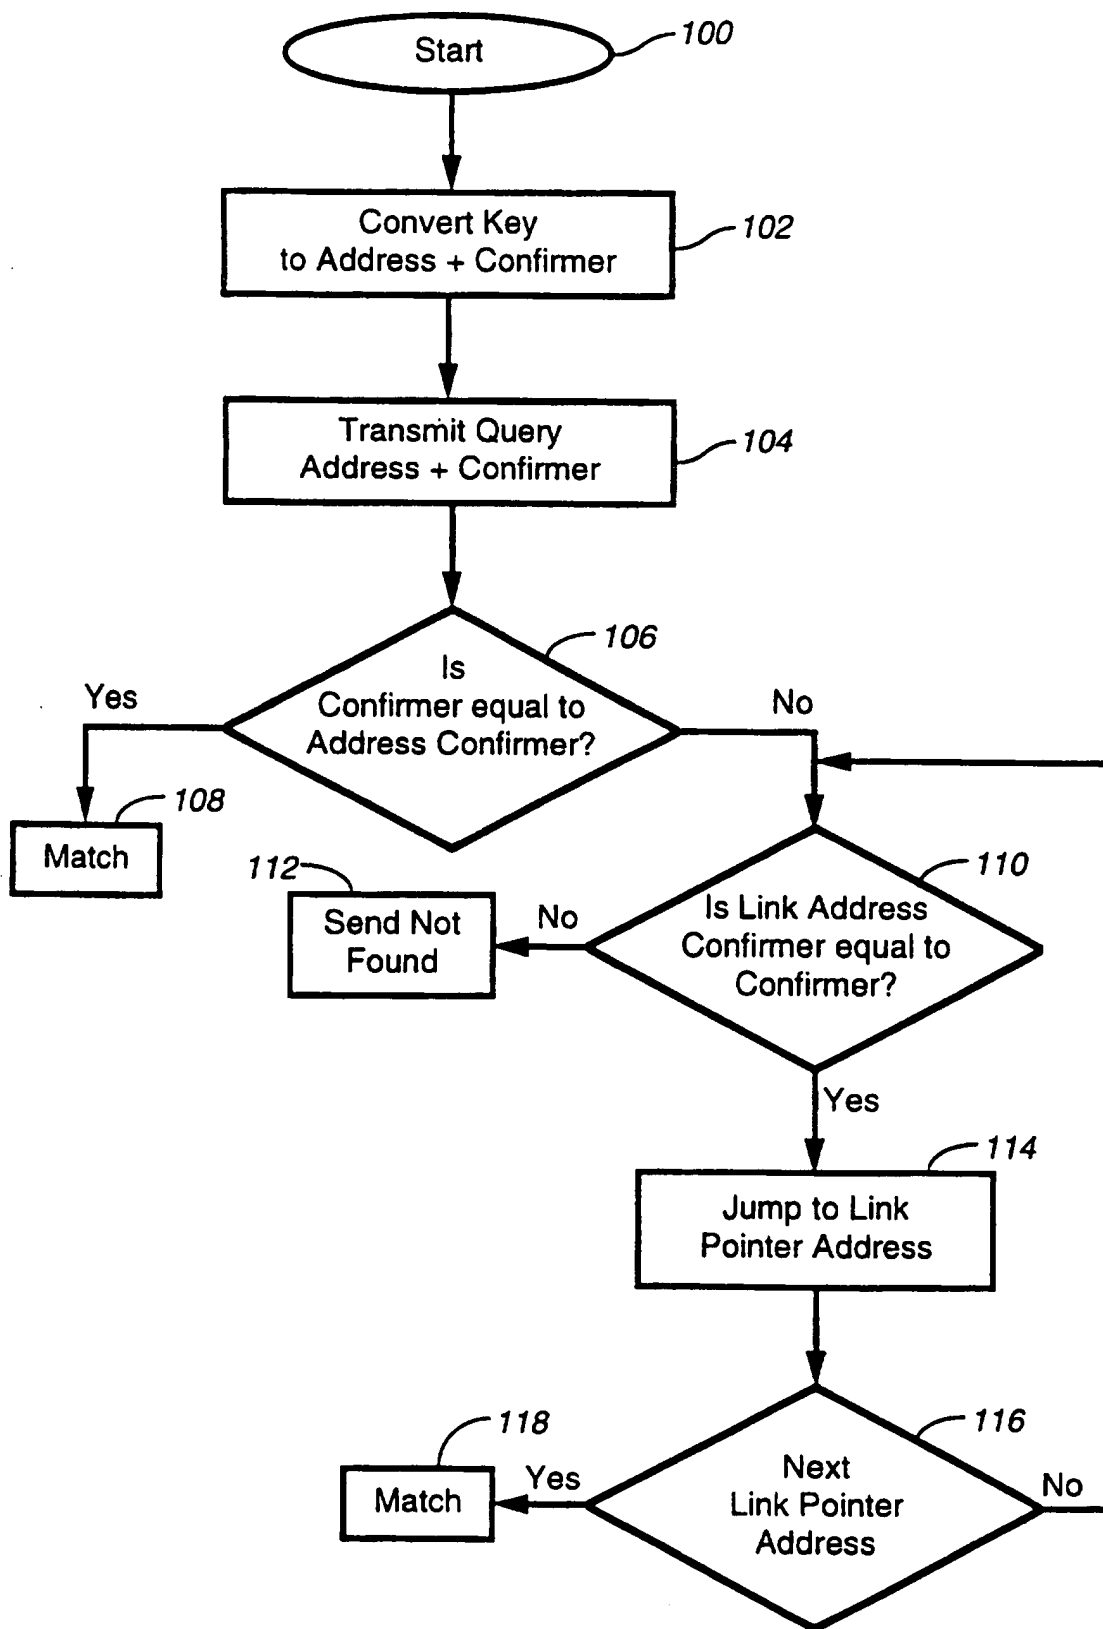 Start
100
Convert Key
to Address + Confirmer
102
Transmit Query
Address + Confirmer
104
106
Is
Confirmer equal to
Address Confirmer?
Yes
No
108
Match
110
Is Link Address
Confirmer equal to
Confirmer?
112
No
Send Not
Found
Yes
114
Jump to Link
Pointer Address
116
Next
Link Pointer
Address
118
Yes
Match
No